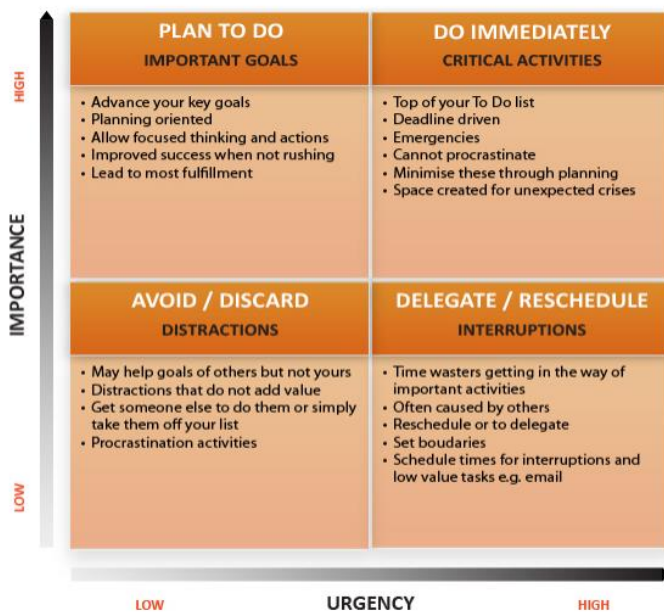 HIGH
IMPORTANCE
LOW
PLAN TO DO
IMPORTANT GOALS
• Advance your key goals
• Planning oriented
• Allow focused thinking and actions
• Improved success when not rushing
• Lead to most fulfillment
DO IMMEDIATELY
CRITICAL ACTIVITIES
• Top of your To Do list
• Deadline driven
• Emergencies
• Cannot procrastinate
• Minimise these through planning
• Space created for unexpected crises
AVOID / DISCARD
DISTRACTIONS
• May help goals of others but not yours
• Distractions that do not add value
• Get someone else to do them or simply
take them off your list
• Procrastination activities
DELEGATE / RESCHEDULE
INTERRUPTIONS
• Time wasters getting in the way of
important activities
• Often caused by others
• Reschedule or to delegate
• Set boudaries
• Schedule times for interruptions and
low value tasks e.g. email
LOW
URGENCY
HIGH